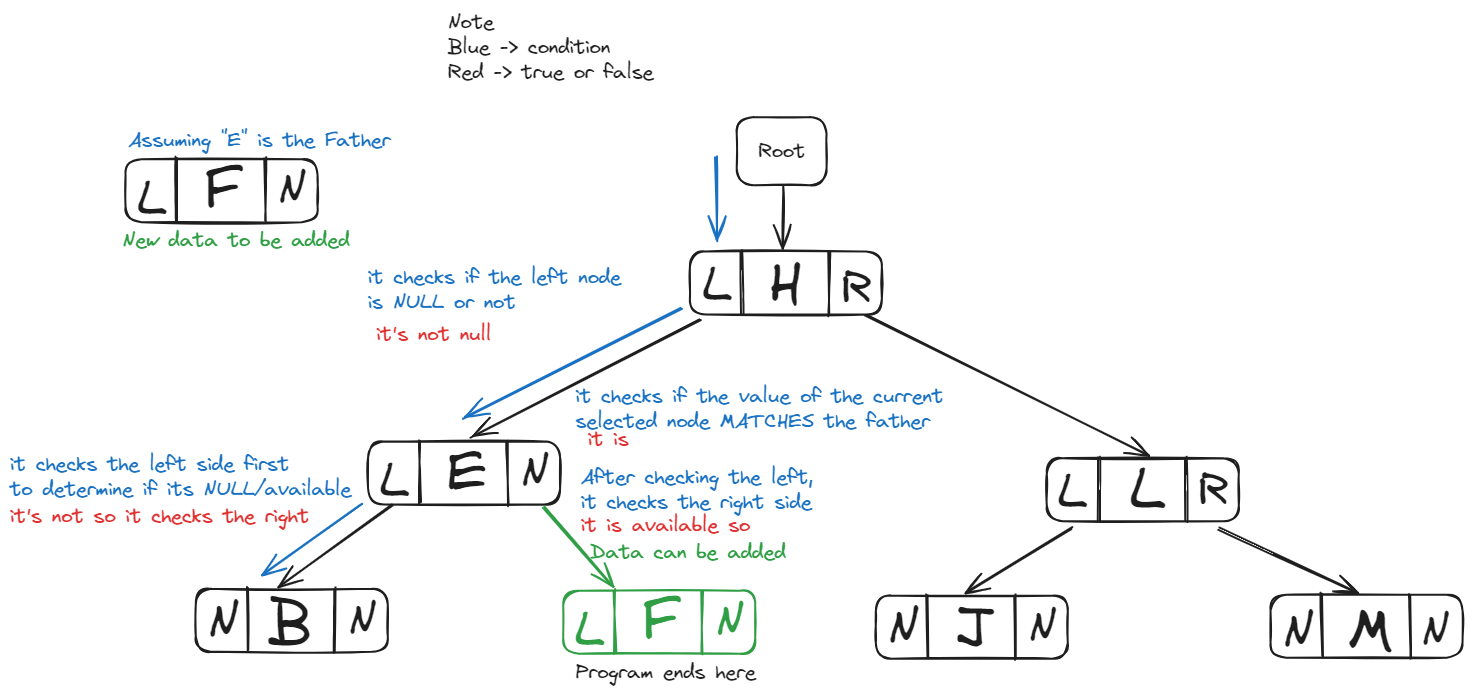 Note
Blue -> condition
Red -> true or false
Assuming "E" is the Father
L F N
New data to be added
Root
L H R
it checks if the left node
is NULL or not
it's not null
it checks if the value of the current
selected node MATCHES the father
it is
L E N
it checks the left side first
to determine if its NULL/available
it's not so it checks the right
After checking the left,
it checks the right side
it is available so
Data can be added
L L R
N B N
L F N
Program ends here
N J N
N M N